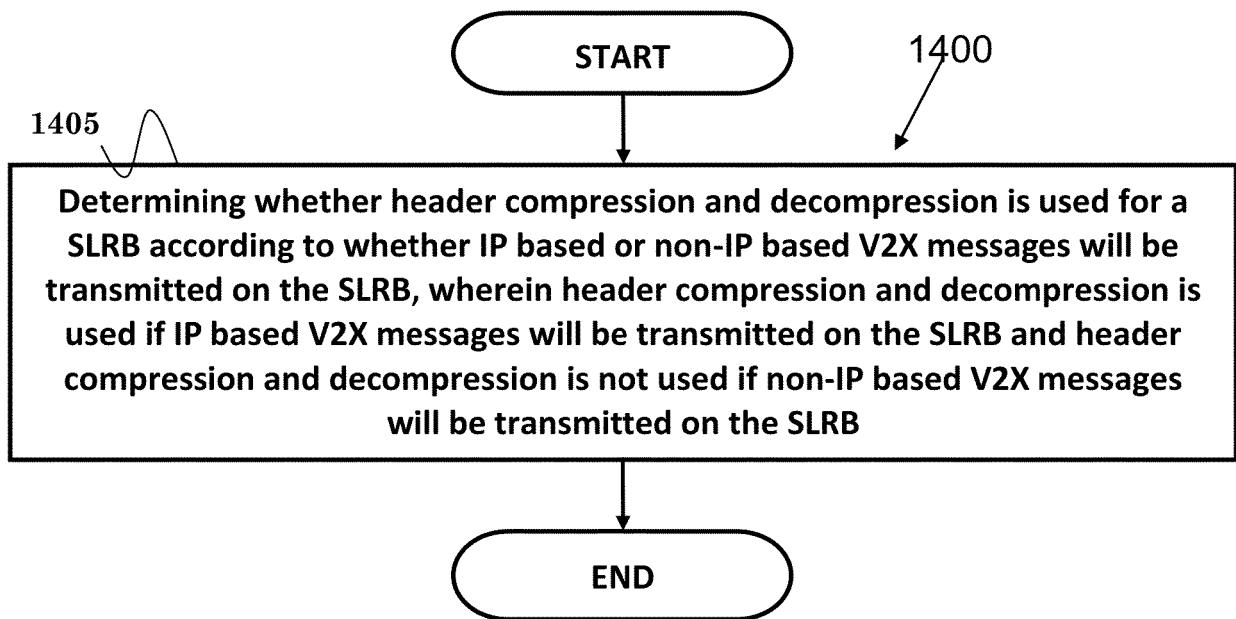 START
1400
1405
Determining whether header compression and decompression is used for a
SLRB according to whether IP based or non-IP based V2X messages will be
transmitted on the SLRB, wherein header compression and decompression is
used if IP based V2X messages will be transmitted on the SLRB and header
compression and decompression is not used if non-IP based V2X messages
will be transmitted on the SLRB
END